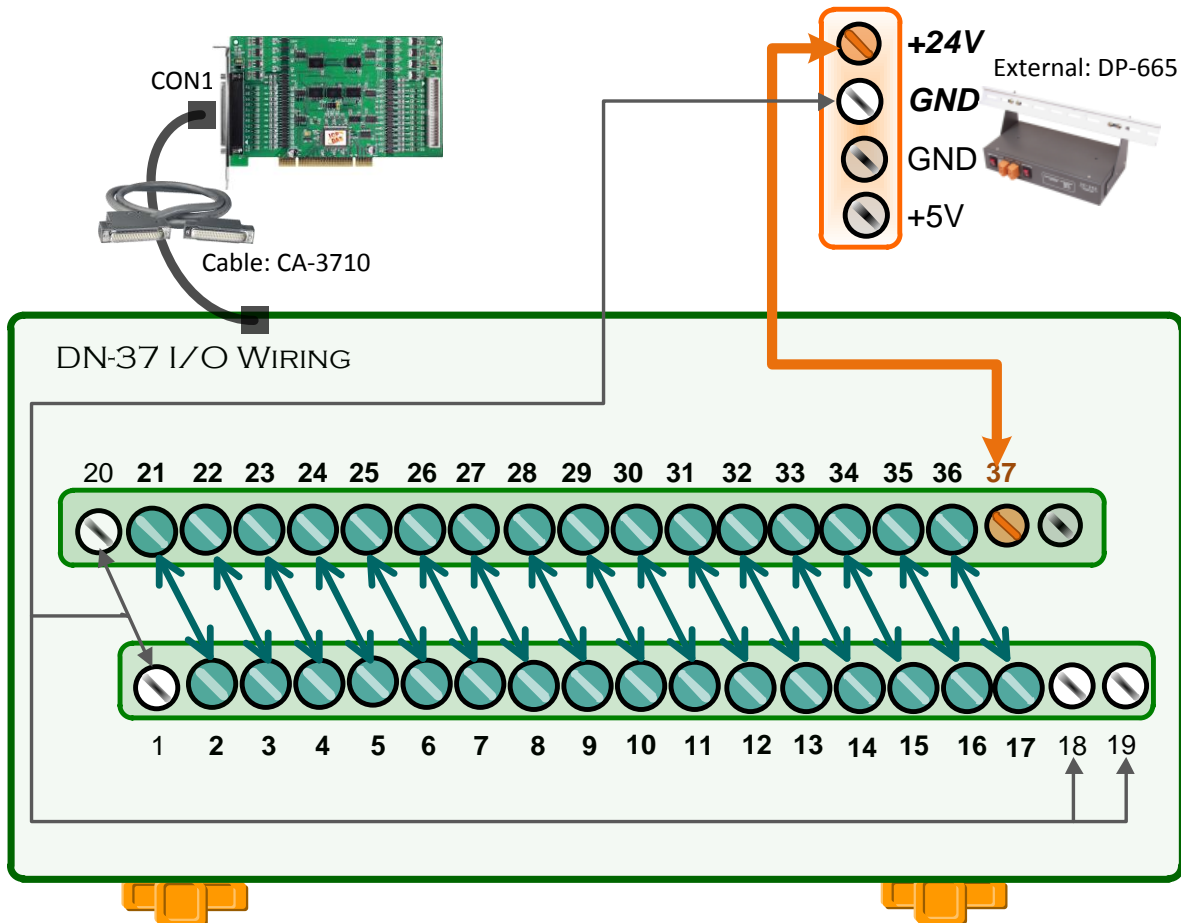 CON1
Cable: CA-3710
+24V
GND
GND
+5V
External: DP-665
DN-37 I/O WIRING
20 21 22 23 24 25 26 27 28 29 30 31 32 33 34 35 36 37
1 2 3 4 5 6 7 8 9 10 11 12 13 14 15 16 17 18 19